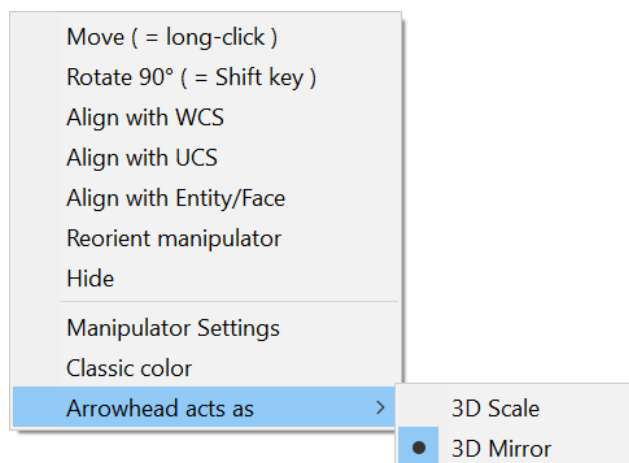 Move ( = long-click )
Rotate 90° ( = Shift key )
Align with WCS
Align with UCS
Align with Entity/Face
Reorient manipulator
Hide
Manipulator Settings
Classic color
Arrowhead acts as
3D Scale
3D Mirror